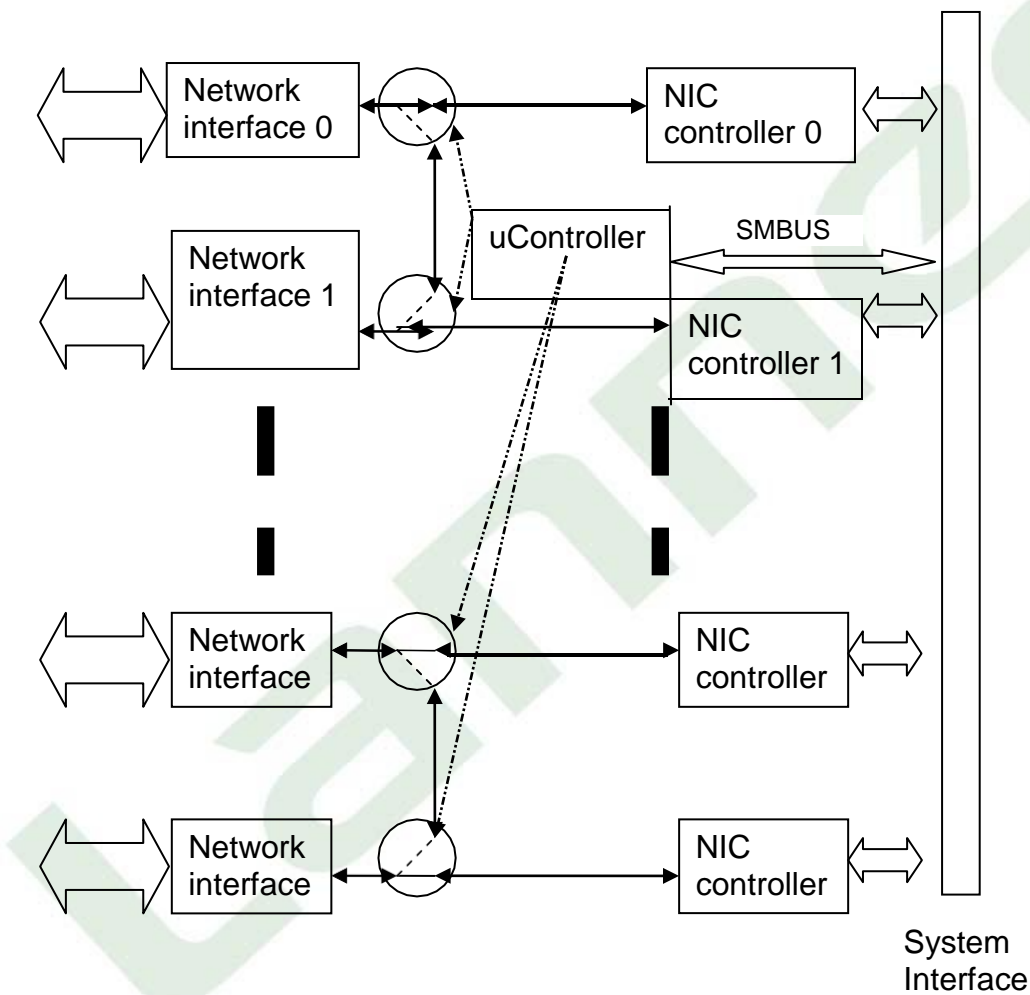 Network
interface 0
NIC
controller 0
uController
SMBUS
Network
interface 1
NIC
controller 1
Network
interface
NIC
controller
Network
interface
NIC
controller
System
Interface